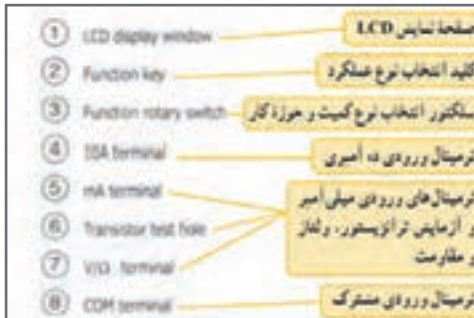 ① LCD display window
صفحهٔ نمایش LCD
② Function key
کلید انتخاب نوع عملکرد
③ Function rotary switch
سلکتور انتخاب نوع کمیت و حوزهٔ کار
④ 10A terminal
ترمینال ورودی ده آمپری
⑤ mA terminal
⑥ Transistor test hole
⑦ V/Ω terminal
ترمینال‌های ورودی میلی‌آمپر
و آزمایش ترانزیستور، ولتاژ
و مقاومت
⑧ COM terminal
ترمینال ورودی مشترک